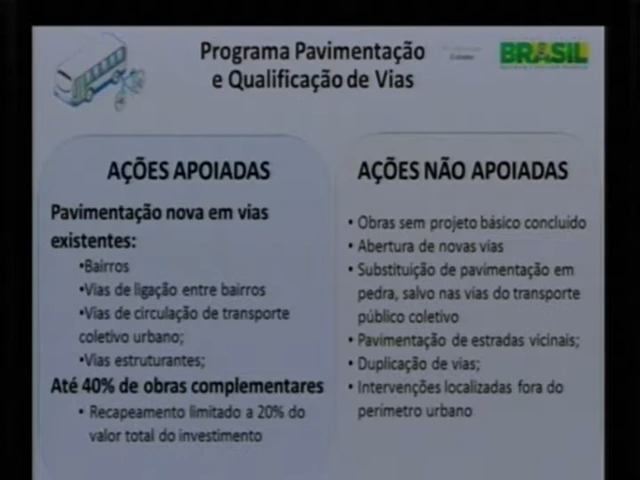 Programa Pavimentação
e Qualificação de Vias
BRASIL
AÇÕES APOIADAS
Pavimentação nova em vias
existentes:
•Bairros
•Vias de ligação entre bairros
•Vias de circulação de transporte
coletivo urbano;
•Vias estruturantes;
Até 40% de obras complementares
• Recapeamento limitado a 20% do
valor total do investimento
AÇÕES NÃO APOIADAS
• Obras sem projeto básico concluído
• Abertura de novas vias
• Substituição de pavimentação em
pedra, salvo nas vias do transporte
público coletivo
• Pavimentação de estradas vicinais;
• Duplicação de vias;
• Intervenções localizadas fora do
perímetro urbano